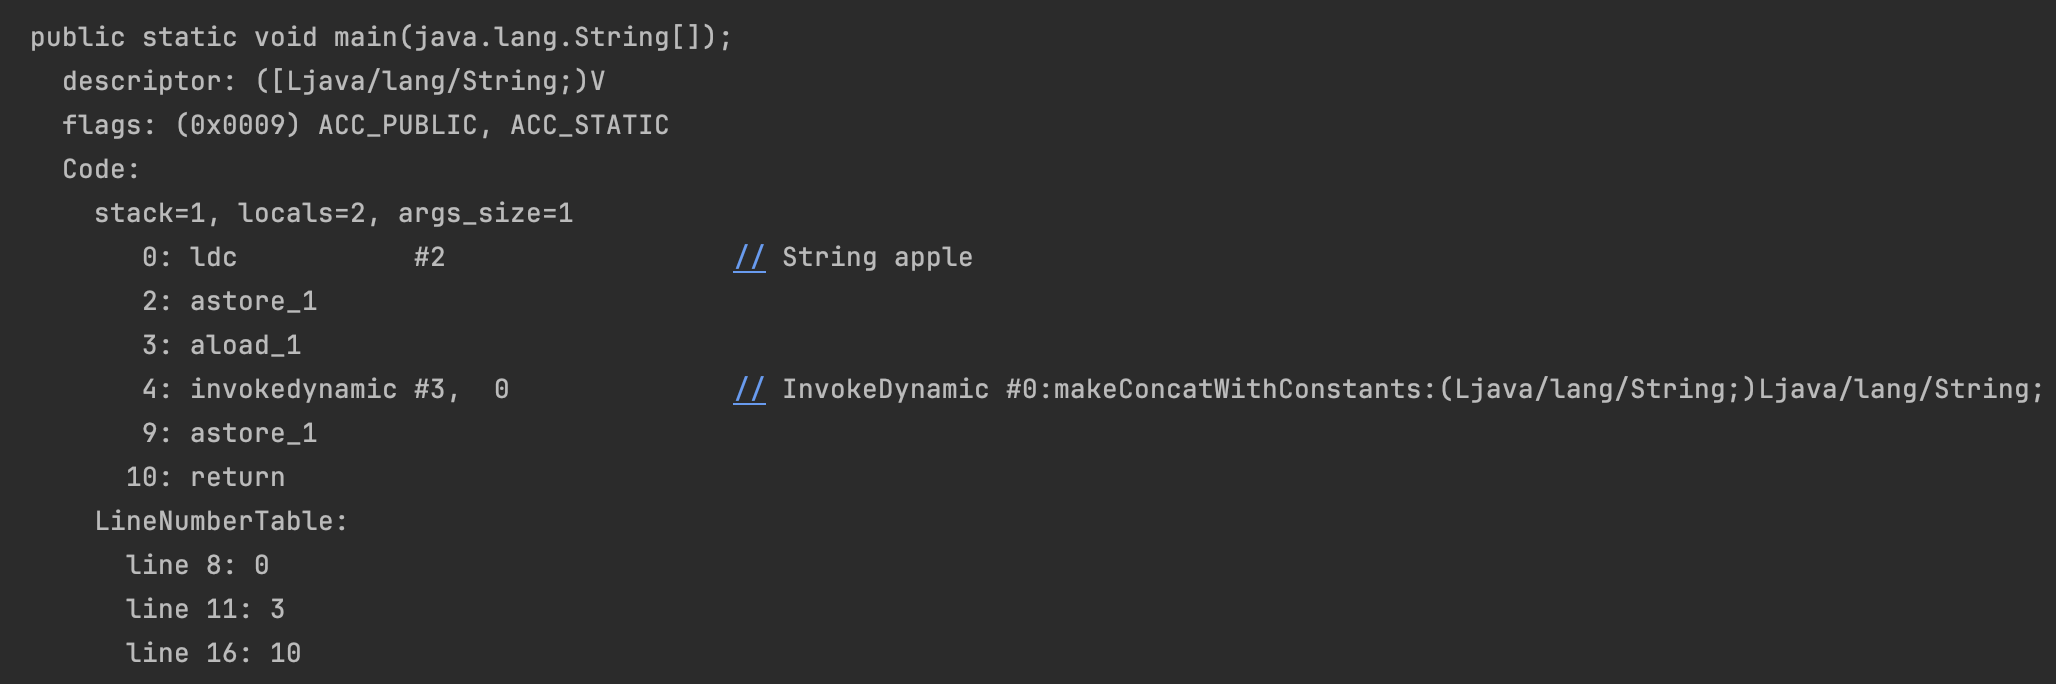 public static void main(java.lang.String[]);
  descriptor: ([Ljava/lang/String;)V
  flags: (0x0009) ACC_PUBLIC, ACC_STATIC
  Code:
    stack=1, locals=2, args_size=1
       0: ldc           #2                  // String apple
       2: astore_1
       3: aload_1
       4: invokedynamic #3,  0              // InvokeDynamic #0:makeConcatWithConstants:(Ljava/lang/String;)Ljava/lang/String;
       9: astore_1
      10: return
    LineNumberTable:
      line 8: 0
      line 11: 3
      line 16: 10